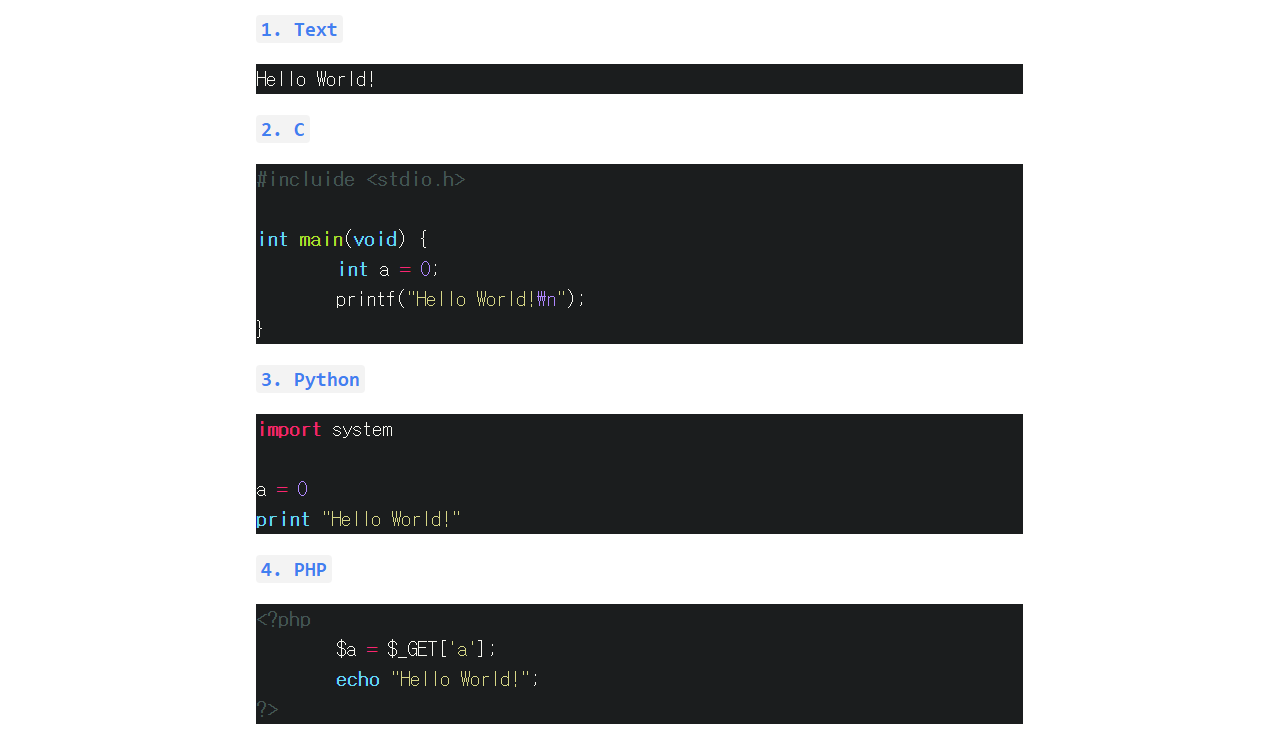 1. Text
Hello World!
2. C
#incluide <stdio.h>
int main(void) {
        int a = 0;
        printf("Hello World!₩n");
}
3. Python
import system
a = 0
print "Hello World!"
4. PHP
<?php
        $a = $_GET['a'];
        echo "Hello World!";
?>